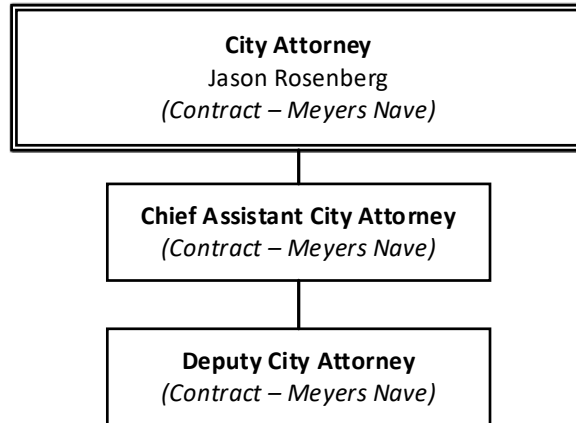 City Attorney
Jason Rosenberg
(Contract – Meyers Nave)
Chief Assistant City Attorney
(Contract – Meyers Nave)
Deputy City Attorney
(Contract – Meyers Nave)